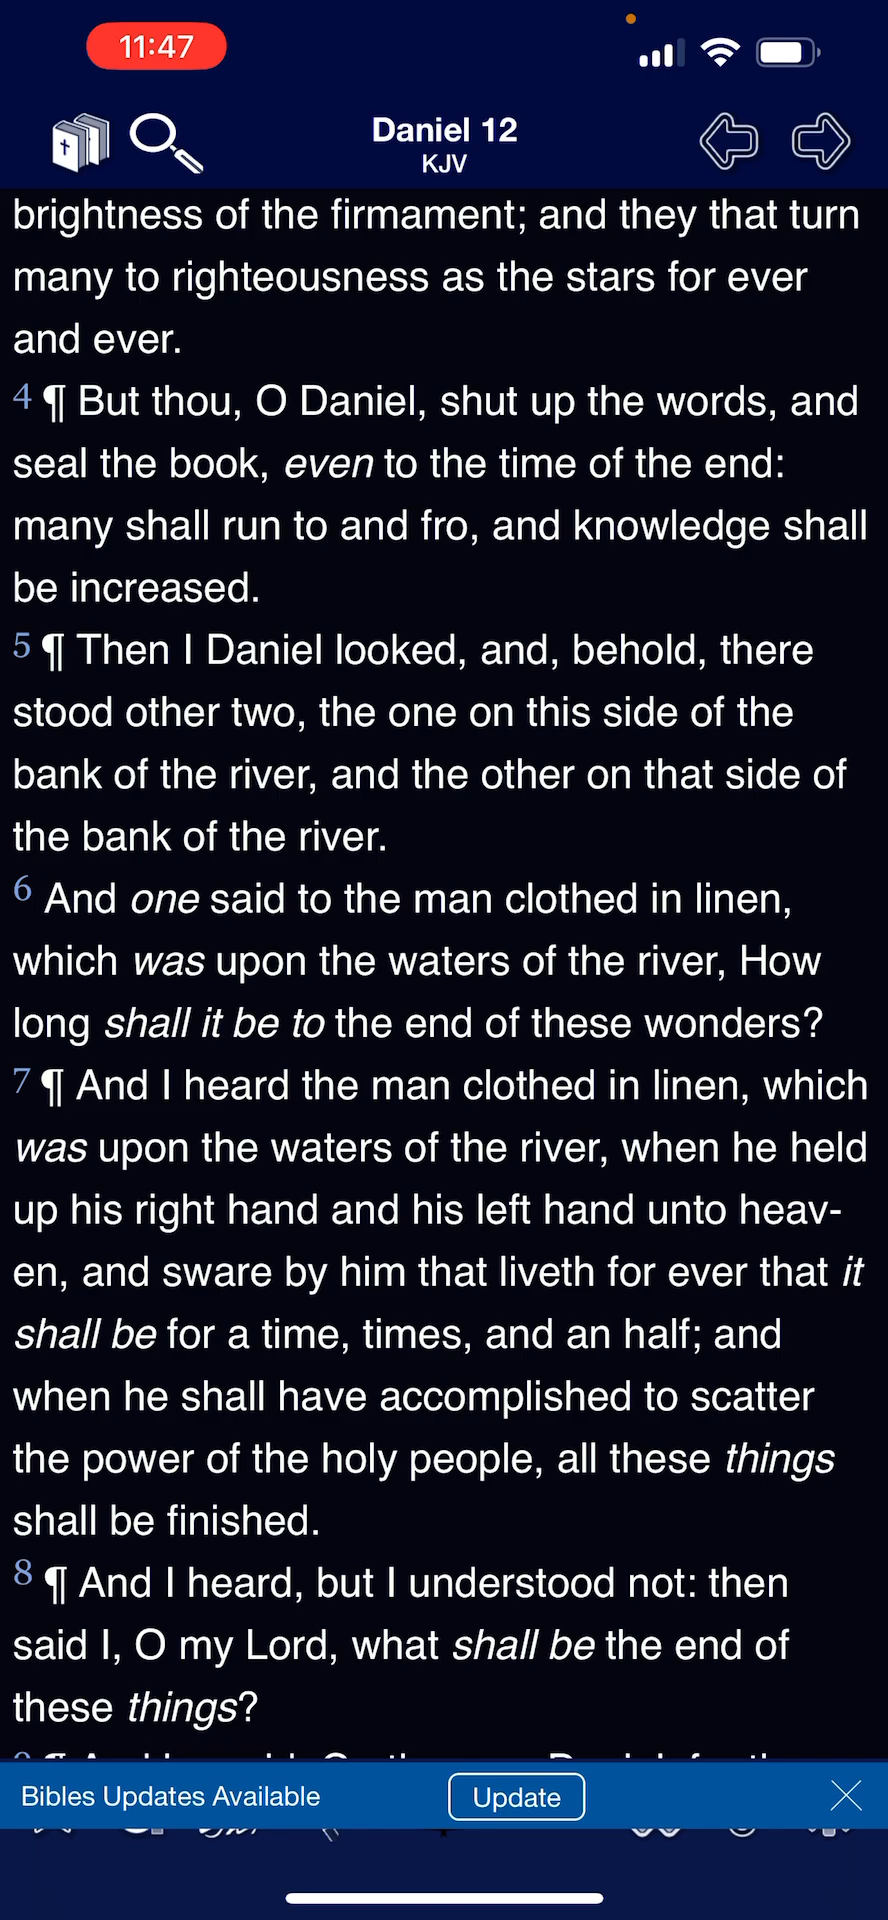 11:47
Daniel 12
KJV
brightness of the firmament; and they that turn
many to righteousness as the stars for ever
and ever.
4 ¶ But thou, O Daniel, shut up the words, and
seal the book, even to the time of the end:
many shall run to and fro, and knowledge shall
be increased.
5 ¶ Then I Daniel looked, and, behold, there
stood other two, the one on this side of the
bank of the river, and the other on that side of
the bank of the river.
6 And one said to the man clothed in linen,
which was upon the waters of the river, How
long shall it be to the end of these wonders?
7 ¶ And I heard the man clothed in linen, which
was upon the waters of the river, when he held
up his right hand and his left hand unto heav-
en, and sware by him that liveth for ever that it
shall be for a time, times, and an half; and
when he shall have accomplished to scatter
the power of the holy people, all these things
shall be finished.
8 ¶ And I heard, but I understood not: then
said I, O my Lord, what shall be the end of
these things?
Bibles Updates Available
Update